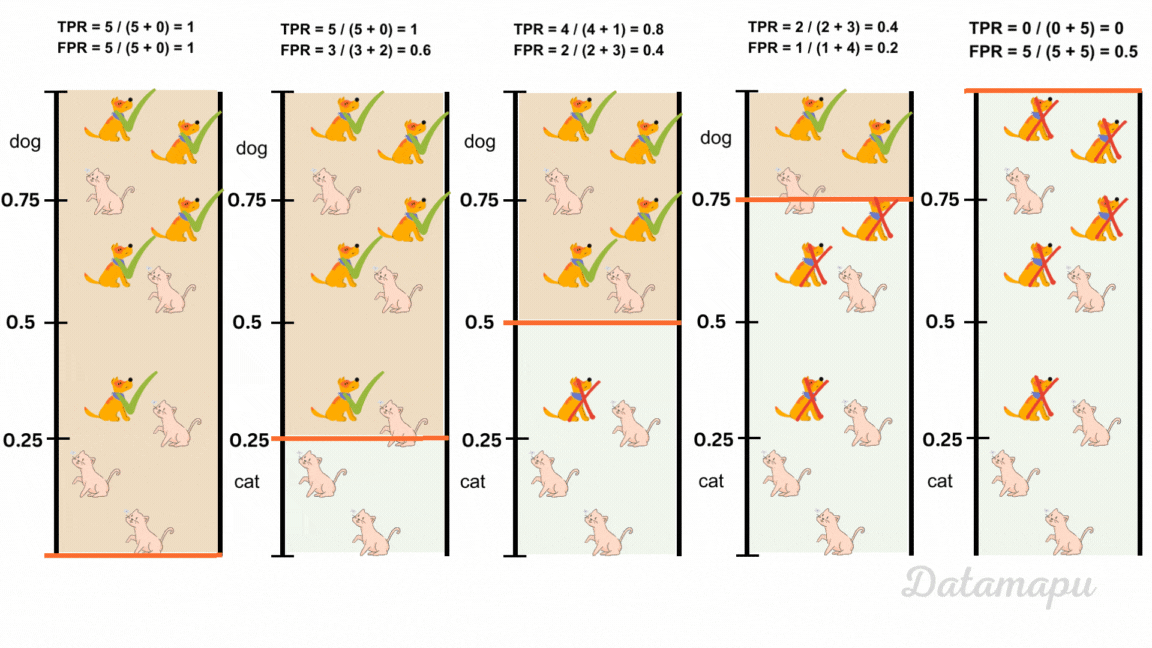 TPR = 5 / (5 + 0) = 1
FPR = 5 / (5 + 0) = 1
TPR = 5 / (5 + 0) = 1
FPR = 3 / (3 + 2) = 0.6
TPR = 4 / (4 + 1) = 0.8
FPR = 2 / (2 + 3) = 0.4
TPR = 2 / (2 + 3) = 0.4
FPR = 1 / (1 + 4) = 0.2
TPR = 0 / (0 + 5) = 0
FPR = 5 / (5 + 5) = 0.5
dog
0.75
0.5
0.25
dog
0.75
0.5
0.25
cat
dog
0.75
0.5
0.25
cat
dog
0.75
0.5
0.25
cat
dog
0.75
0.5
0.25
cat
Datamapu